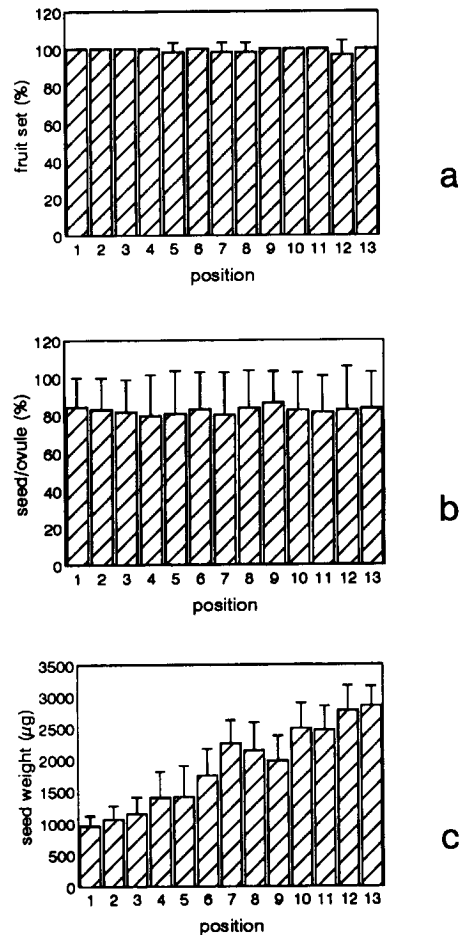 120
100
80
60
40
20
0
fruit set (%)
1 2 3 4 5 6 7 8 9 10 11 12 13
position
a
120
100
80
60
40
20
0
seed/ovule (%)
1 2 3 4 5 6 7 8 9 10 11 12 13
position
b
3500
3000
2500
2000
1500
1000
500
0
seed weight (µg)
1 2 3 4 5 6 7 8 9 10 11 12 13
position
c